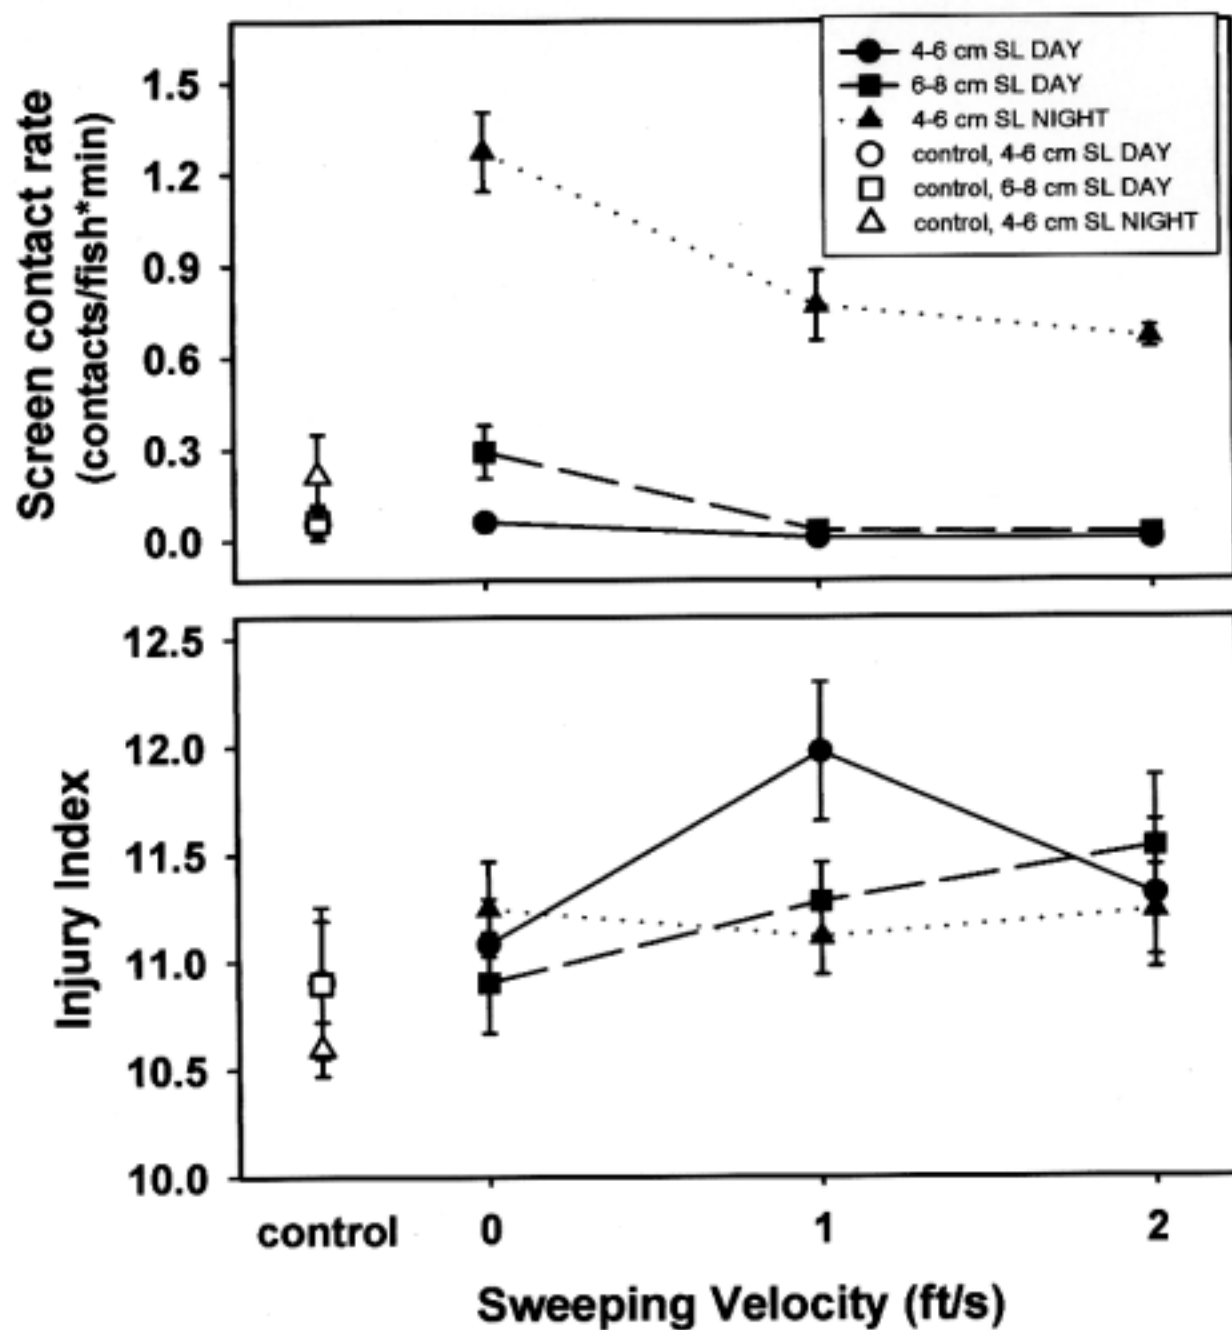 Screen contact rate
(contacts/fish*min)
1.5
1.2
0.9
0.6
0.3
0.0
4-6 cm SL DAY
6-8 cm SL DAY
4-6 cm SL NIGHT
control, 4-6 cm SL DAY
control, 6-8 cm SL DAY
control, 4-6 cm SL NIGHT
Injury Index
12.5
12.0
11.5
11.0
10.5
10.0
control 0 1 2
Sweeping Velocity (ft/s)